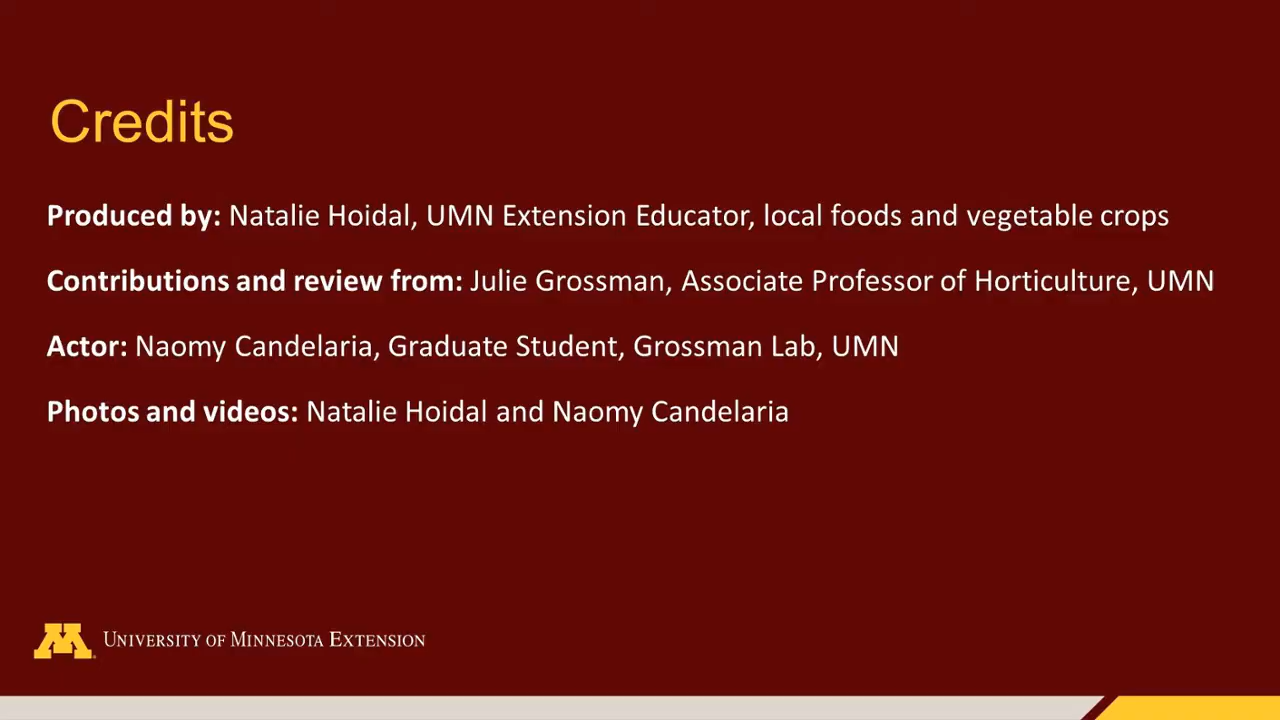 Credits
Produced by: Natalie Hoidal, UMN Extension Educator, local foods and vegetable crops
Contributions and review from: Julie Grossman, Associate Professor of Horticulture, UMN
Actor: Naomy Candelaria, Graduate Student, Grossman Lab, UMN
Photos and videos: Natalie Hoidal and Naomy Candelaria
M
UNIVERSITY OF MINNESOTA EXTENSION